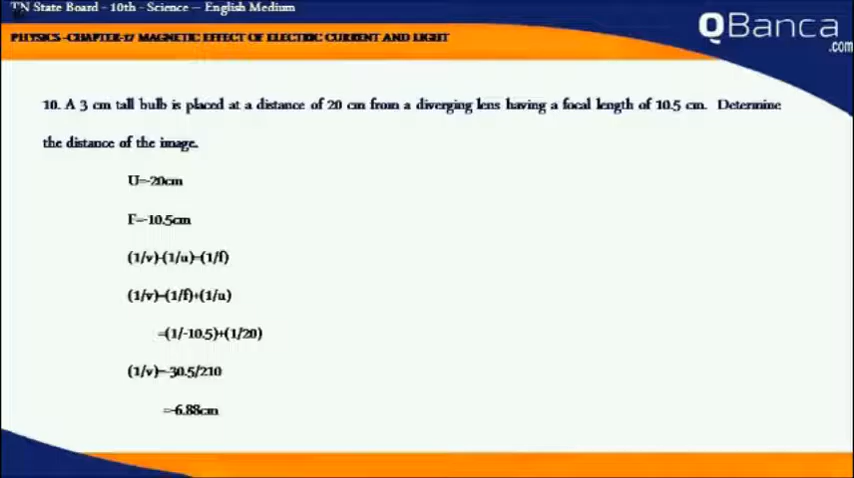 TN State Board - 10th - Science – English Medium
PHYSICS -CHAPTER-17 MAGNETIC EFFECT OF ELECTRIC CURRENT AND LIGHT
QBanca
.com
10. A 3 cm tall bulb is placed at a distance of 20 cm from a diverging lens having a focal length of 10.5 cm. Determine
the distance of the image.
U=-20cm
F=-10.5cm
(1/v)-(1/u)=(1/f)
(1/v)=(1/f)+(1/u)
=(1/-10.5)+(1/20)
(1/v)=-30.5/210
=-6.88cm